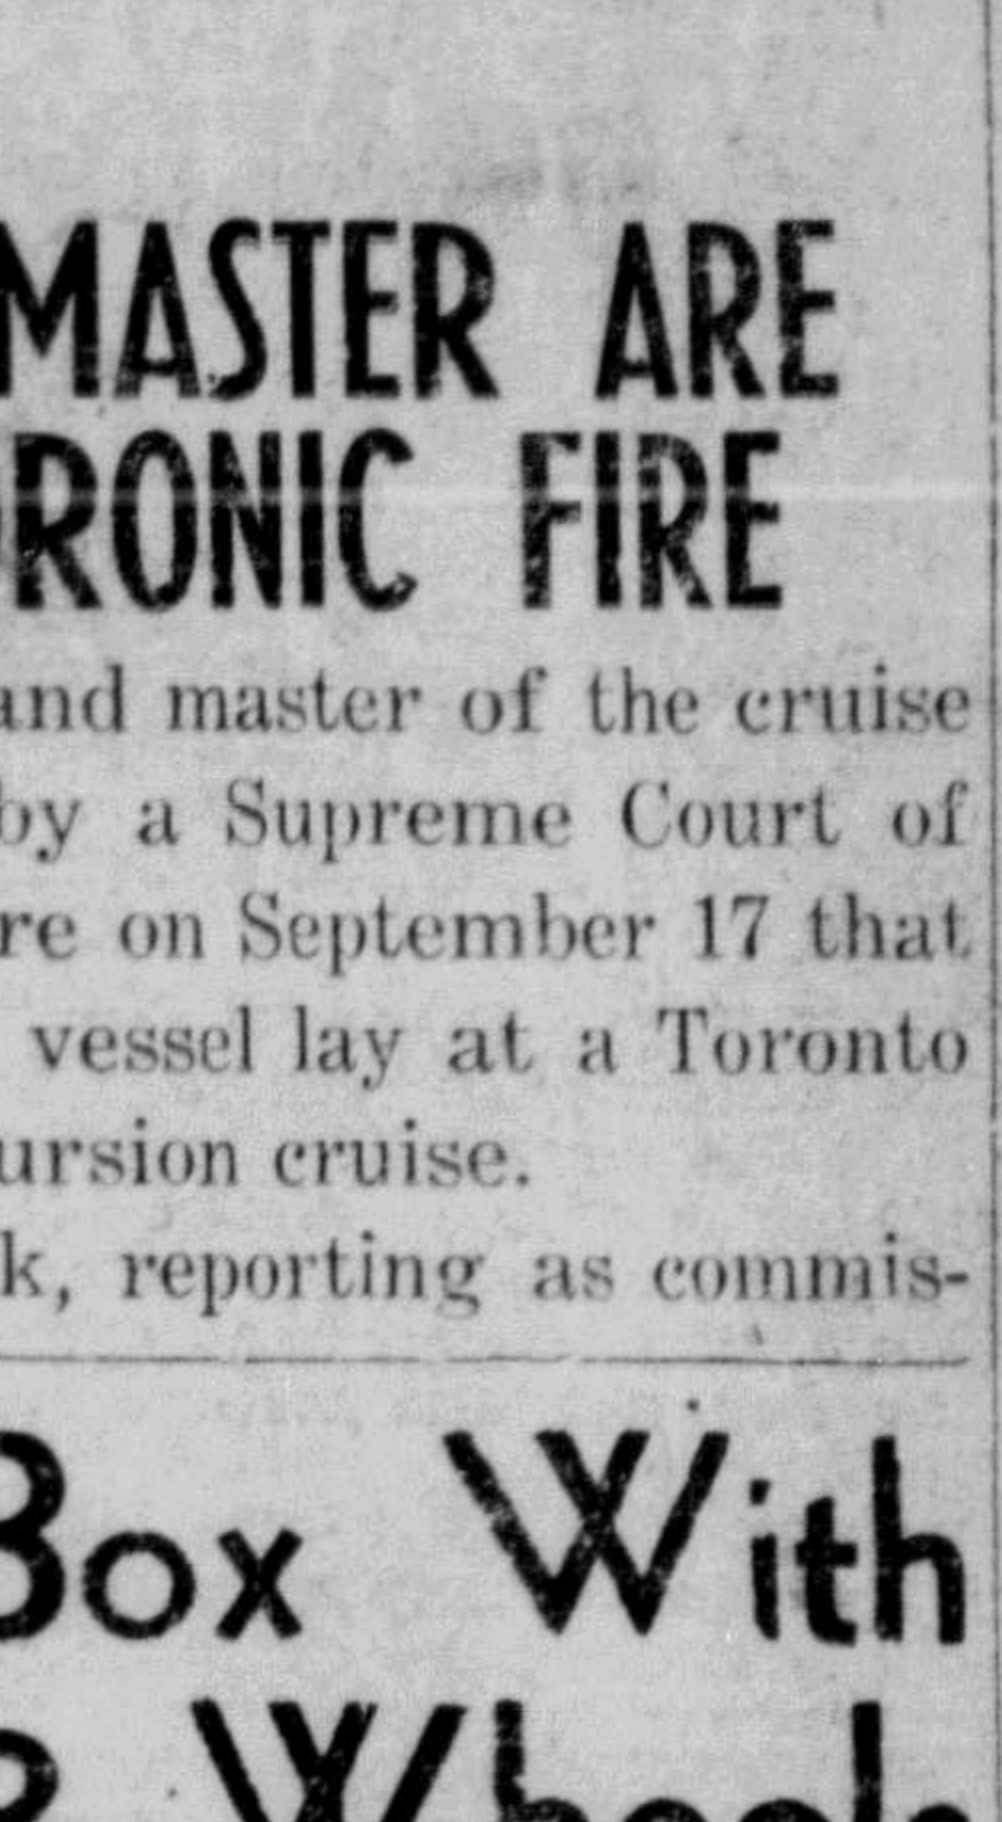 MASTER ARE
RONIC FIRE
and master of the cruise
by a Supreme Court of
re on September 17 that
vessel lay at a Toronto
ursion cruise.
k, reporting as commis-
Box With